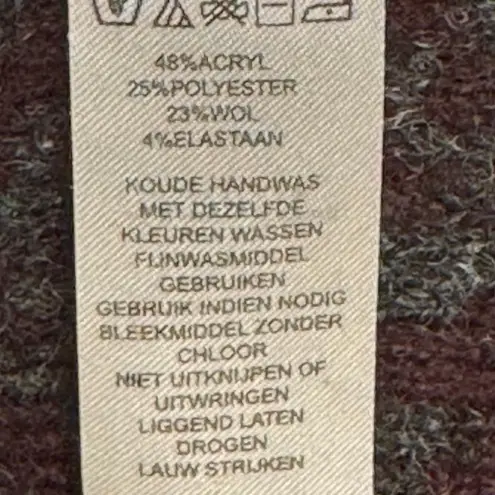 48%ACRYL
25%POLYESTER
23%WOL
4%ELASTAAN
KOUDE HANDWAS
MET DEZELFDE
KLEUREN WASSEN
FIJNWASMIDDEL
GEBRUIKEN
GEBRUIK INDIEN NODIG
BLEEKMIDDEL ZONDER
CHLOOR
NIET UITKNIJPEN OF
UITWRINGEN
LIGGEND LATEN
DROGEN
LAUW STRIJKEN